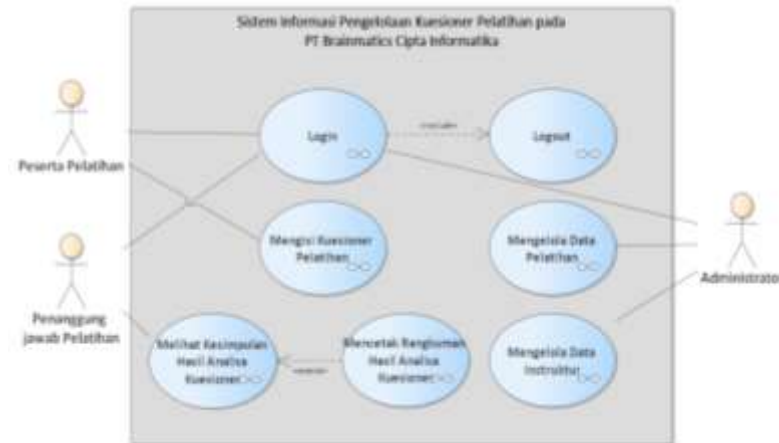 Sistem Informasi Pengelolaan Kuesioner Pelatihan pada
PT Brainmatics Cipta Informatika
Login
Logout
Peserta Pelatihan
Mengisi Kuesioner
Pelatihan
Mengelola Data
Pelatihan
Administrato
Penanggung
jawab Pelatihan
Melihat Kesimpulan
Hasil Analisa
Kuesioner
Mencetak Rangkuman
Hasil Analisa
Kuesioner
Mengelola Data
Instruktur